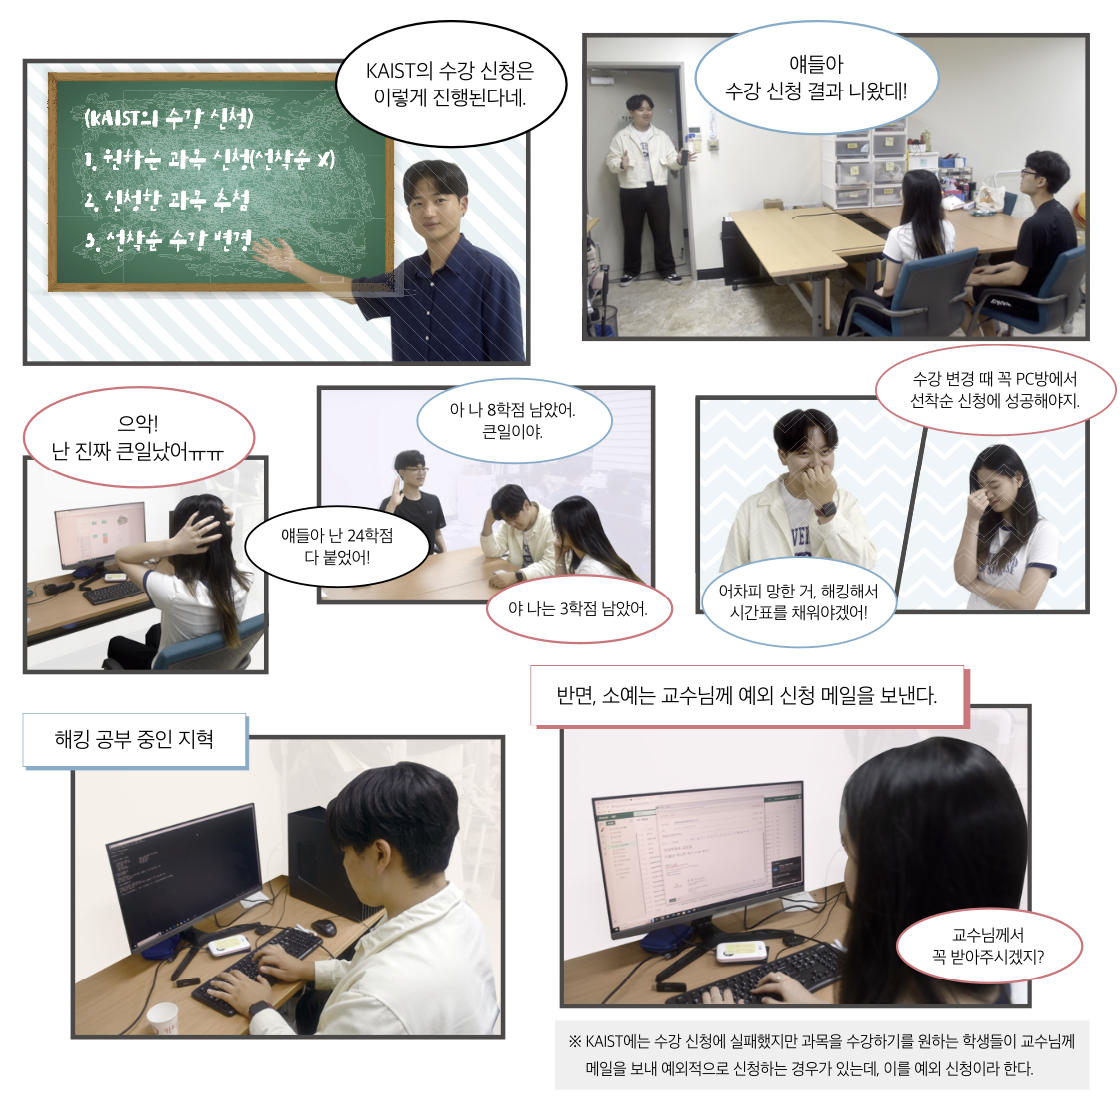 KAIST의 수강 신청은
이렇게 진행된다네.
(KAIST의 수강 신청)
1. 원하는 과목 신청(선착순 X)
2. 신청한 과목 추첨
3. 선착순 수강 변경
얘들아
수강 신청 결과 나왔대!
으악!
난 진짜 큰일났어ㅠㅠ
아 나 8학점 남았어.
큰일이야.
얘들아 난 24학점
다 붙었어!
야 나는 3학점 남았어.
수강 변경 때 꼭 PC방에서
선착순 신청에 성공해야지.
어차피 망한 거, 해킹해서
시간표를 채워야겠어!
해킹 공부 중인 지혁
반면, 소예는 교수님께 예외 신청 메일을 보낸다.
교수님께서
꼭 받아주시겠지?
※ KAIST에는 수강 신청에 실패했지만 과목을 수강하기를 원하는 학생들이 교수님께
메일을 보내 예외적으로 신청하는 경우가 있는데, 이를 예외 신청이라 한다.